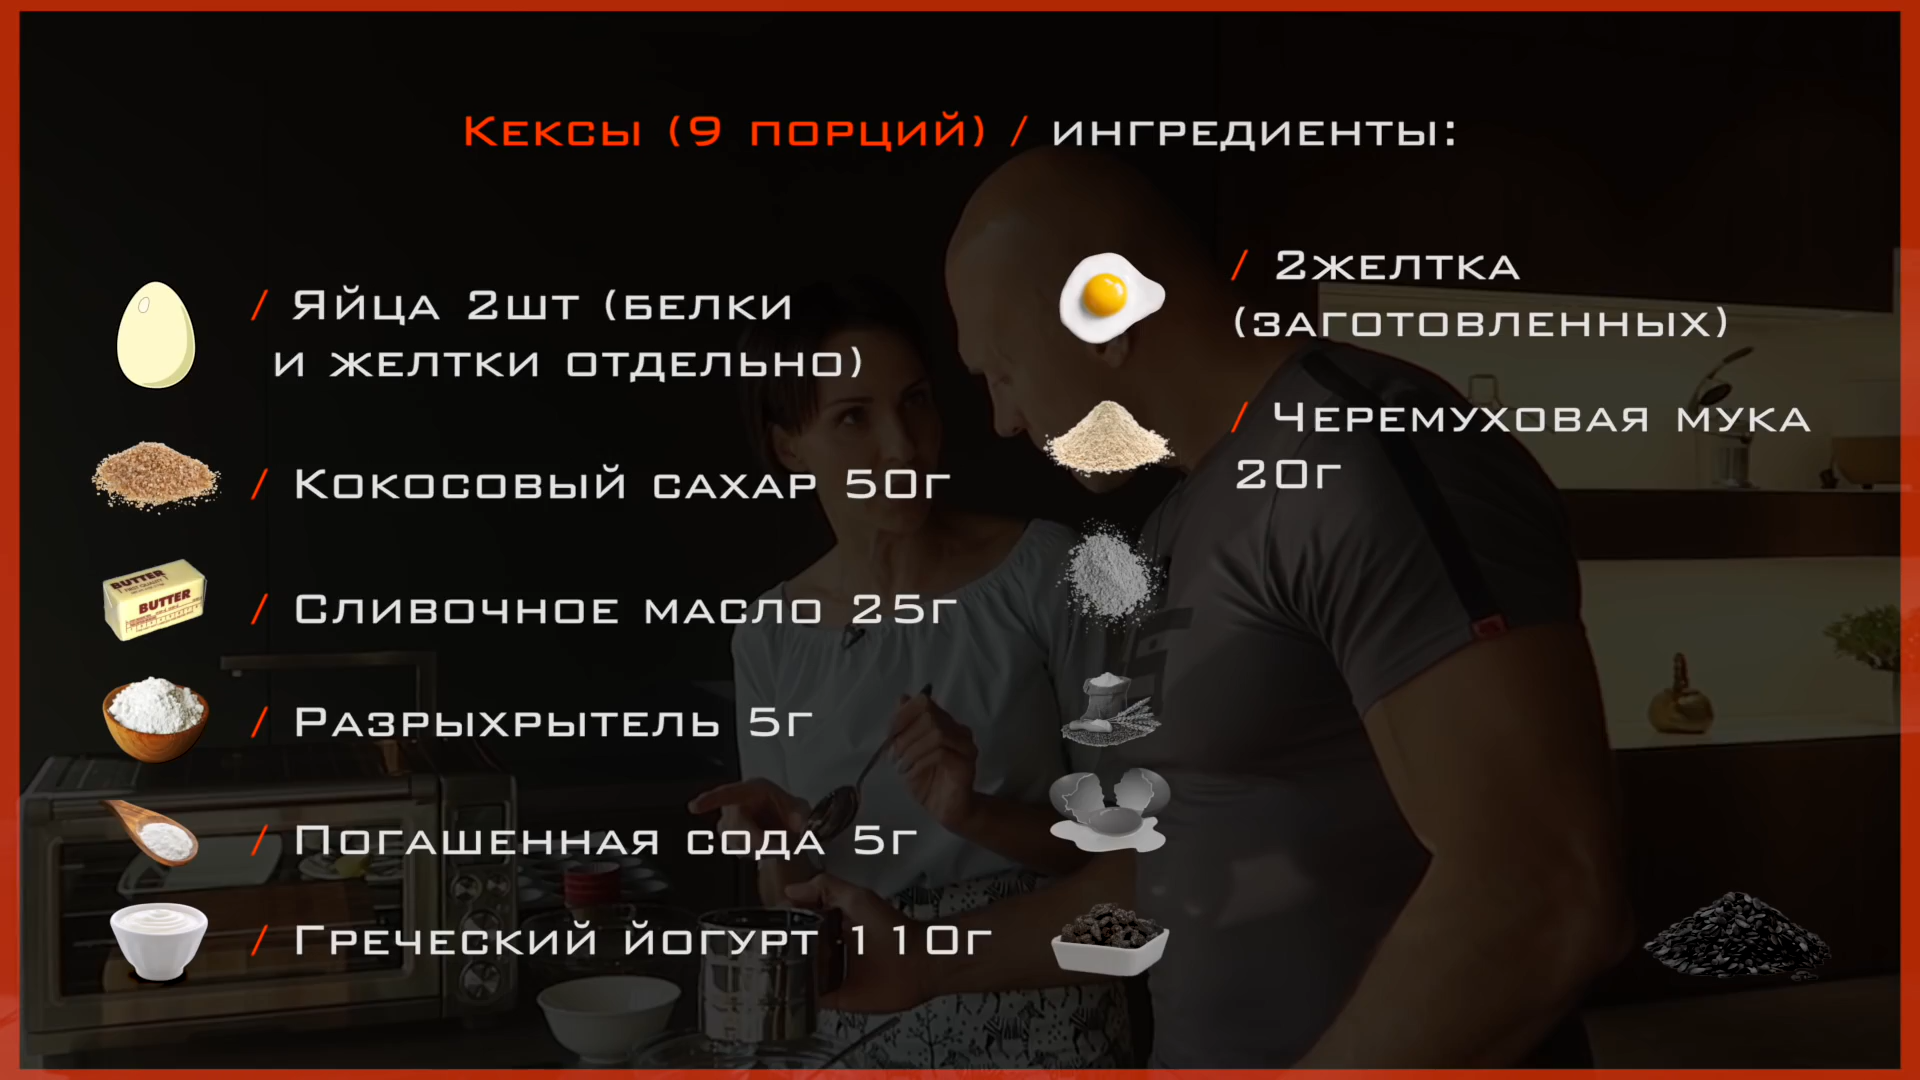 Кексы (9 порций) / ингредиенты:
/ Яйца 2шт (белки
и желтки отдельно)
/ Кокосовый сахар 50г
BUTTER
BUTTER
/ Сливочное масло 25г
/ Разрыхрытель 5г
/ Погашенная сода 5г
/ Греческий йогурт 110г
/ 2желтка
(заготовленных)
/ Черемуховая мука
20г